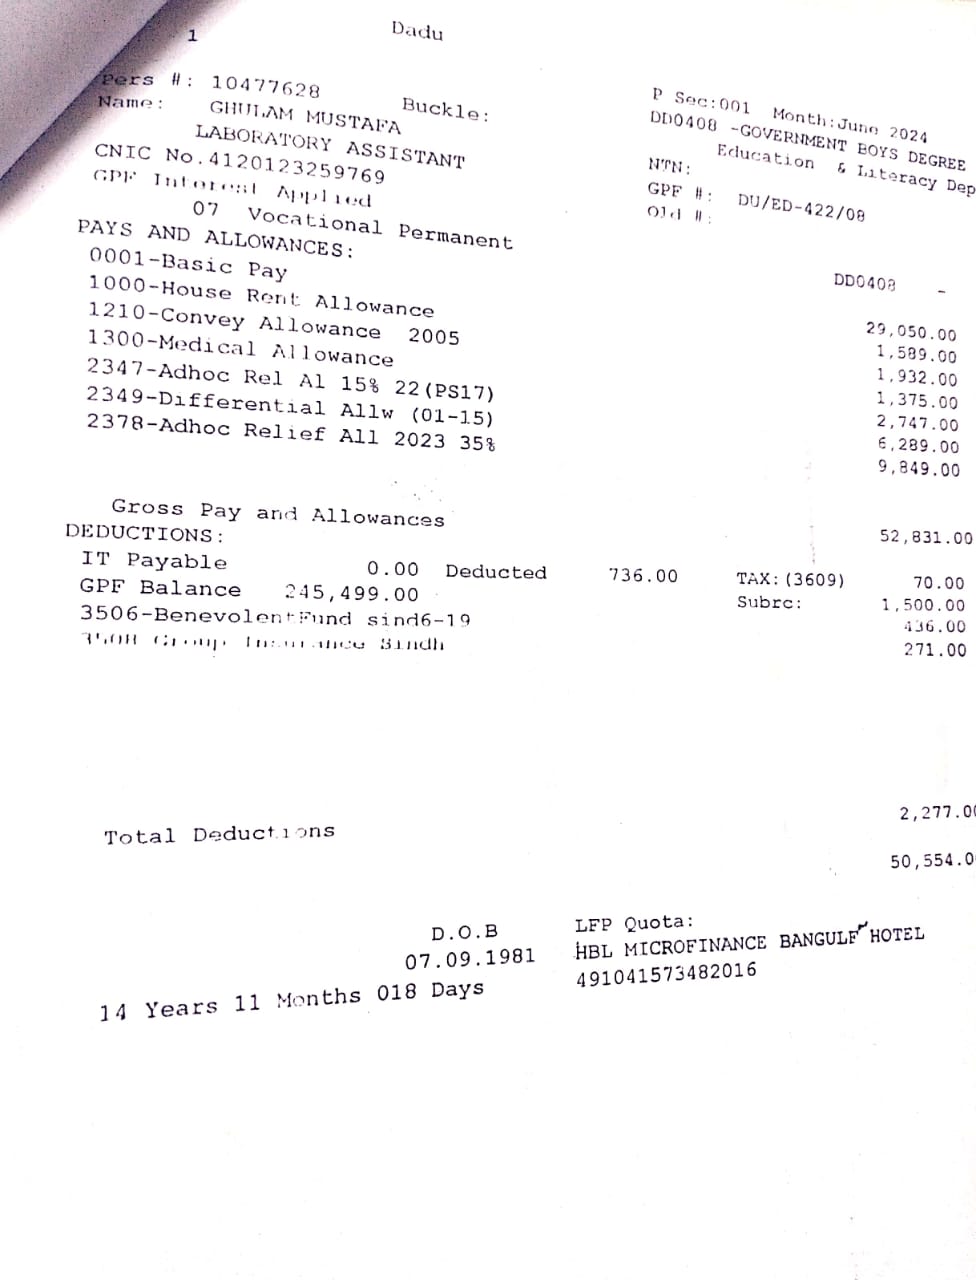 1
Dadu
Pers #: 10477628 Buckle:
Name: GHULAM MUSTAFA
LABORATORY ASSISTANT
CNIC No.4120123259769
GPF Interest Applied
07 Vocational Permanent
P Sec:001 Month:June 2024
DD0408 -GOVERNMENT BOYS DEGREE
Education & Literacy Dep
NTN:
GPF #: DU/ED-422/08
Old #:
PAYS AND ALLOWANCES:
DD0408 -
0001-Basic Pay 29,050.00
1000-House Rent Allowance 1,589.00
1210-Convey Allowance 2005 1,932.00
1300-Medical Allowance 1,375.00
2347-Adhoc Rel Al 15% 22(PS17) 2,747.00
2349-Differential Allw (01-15) 6,289.00
2378-Adhoc Relief All 2023 35% 9,849.00
Gross Pay and Allowances 52,831.00
DEDUCTIONS:
IT Payable 0.00 Deducted 736.00 TAX:(3609) 70.00
GPF Balance 245,499.00 Subrc: 1,500.00
3506-BenevolentFund sind6-19 436.00
Group Insurance Sindh 271.00
Total Deductions 2,277.0
50,554.0
D.O.B LFP Quota:
07.09.1981 HBL MICROFINANCE BANGULF HOTEL
14 Years 11 Months 018 Days 491041573482016